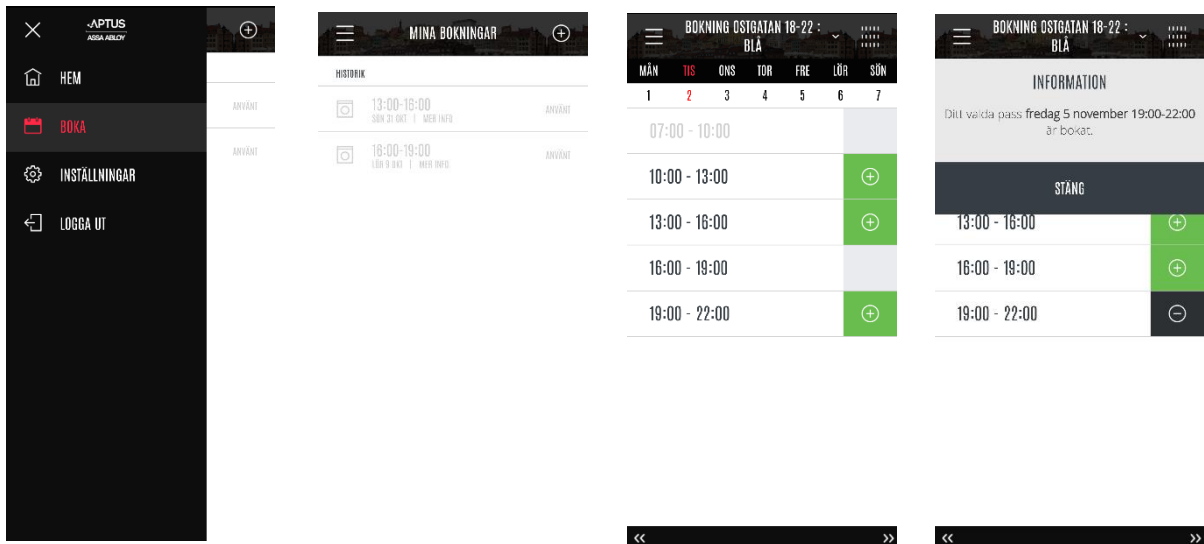 APTUS
ASSA ABLOY
HEM
BOKA
INSTÄLLNINGAR
LOGGA UT
ANVÄNT
ANVÄNT
MINA BOKNINGAR
HISTORIK
13:00-16:00
SÖN 31 OKT | MER INFO.
ANVÄNT
16:00-19:00
LÖR 9 OKT | MER INFO.
ANVÄNT
BOKNING OSTGATAN 18-22 :
BLÅ
MÅN TIS ONS TOR FRE LÖR SÖN
1 2 3 4 5 6 7
07:00 - 10:00
10:00 - 13:00
13:00 - 16:00
16:00 - 19:00
19:00 - 22:00
BOKNING OSTGATAN 18-22 :
BLÅ
INFORMATION
Ditt valda pass fredag 5 november 19:00-22:00
är bokat.
STÄNG
13:00 - 16:00
16:00 - 19:00
19:00 - 22:00